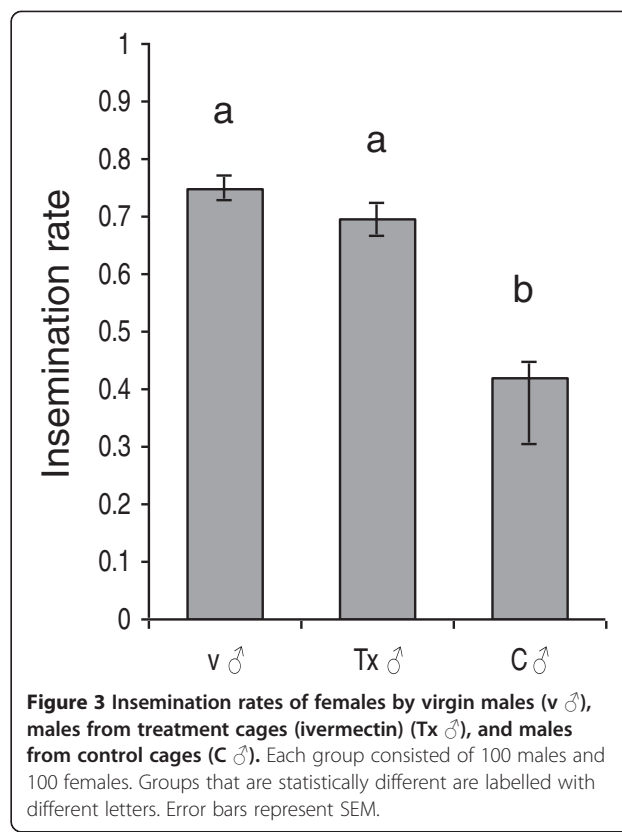 1
0.9
0.8
0.7
0.6
0.5
0.4
0.3
0.2
0.1
0
Insemination rate
a
a
b
v ♂
Tx ♂
C ♂
Figure 3 Insemination rates of females by virgin males (v ♂),
males from treatment cages (ivermectin) (Tx ♂), and males
from control cages (C ♂). Each group consisted of 100 males and
100 females. Groups that are statistically different are labelled with
different letters. Error bars represent SEM.